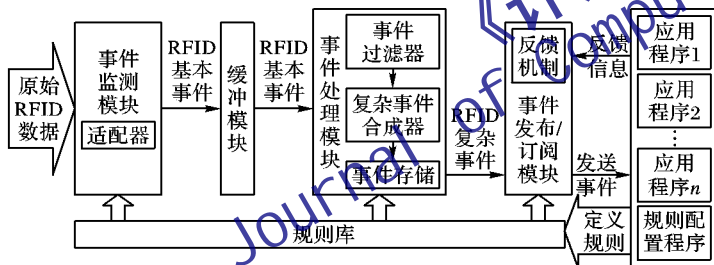 原始
RFID
数据
事件
监测
模块
适配器
RFID
基本
事件
缓冲模块
RFID
基本
事件
事件处理模块
事件
过滤器
复杂事件
合成器
事件存储
RFID
复杂
事件
反馈
机制
事件
发布/
订阅
模块
反馈
信息
发送
事件
定义
规则
应用
程序1
应用
程序2
应用
程序n
规则配
置程序
规则库
Journal of Comput